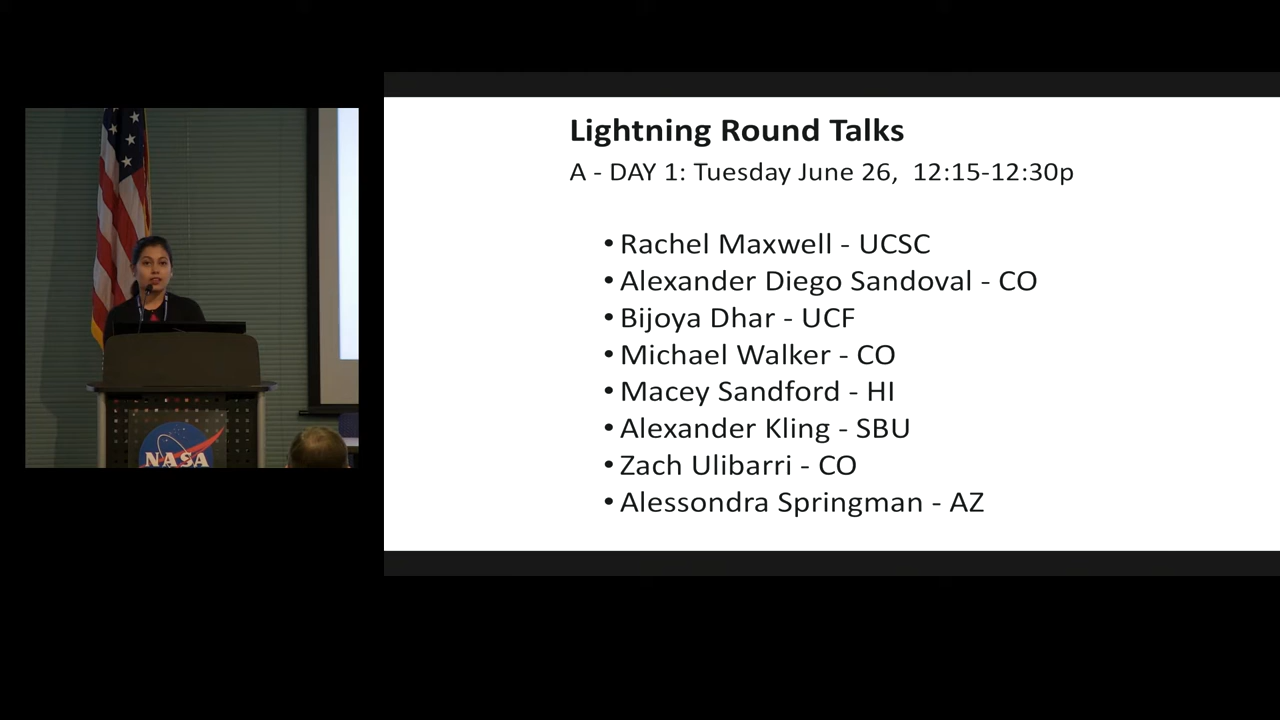 Lightning Round Talks
A - DAY 1: Tuesday June 26, 12:15-12:30p
• Rachel Maxwell - UCSC
• Alexander Diego Sandoval - CO
• Bijoya Dhar - UCF
• Michael Walker - CO
• Macey Sandford - HI
• Alexander Kling - SBU
• Zach Ulibarri - CO
• Alessondra Springman - AZ
NASA